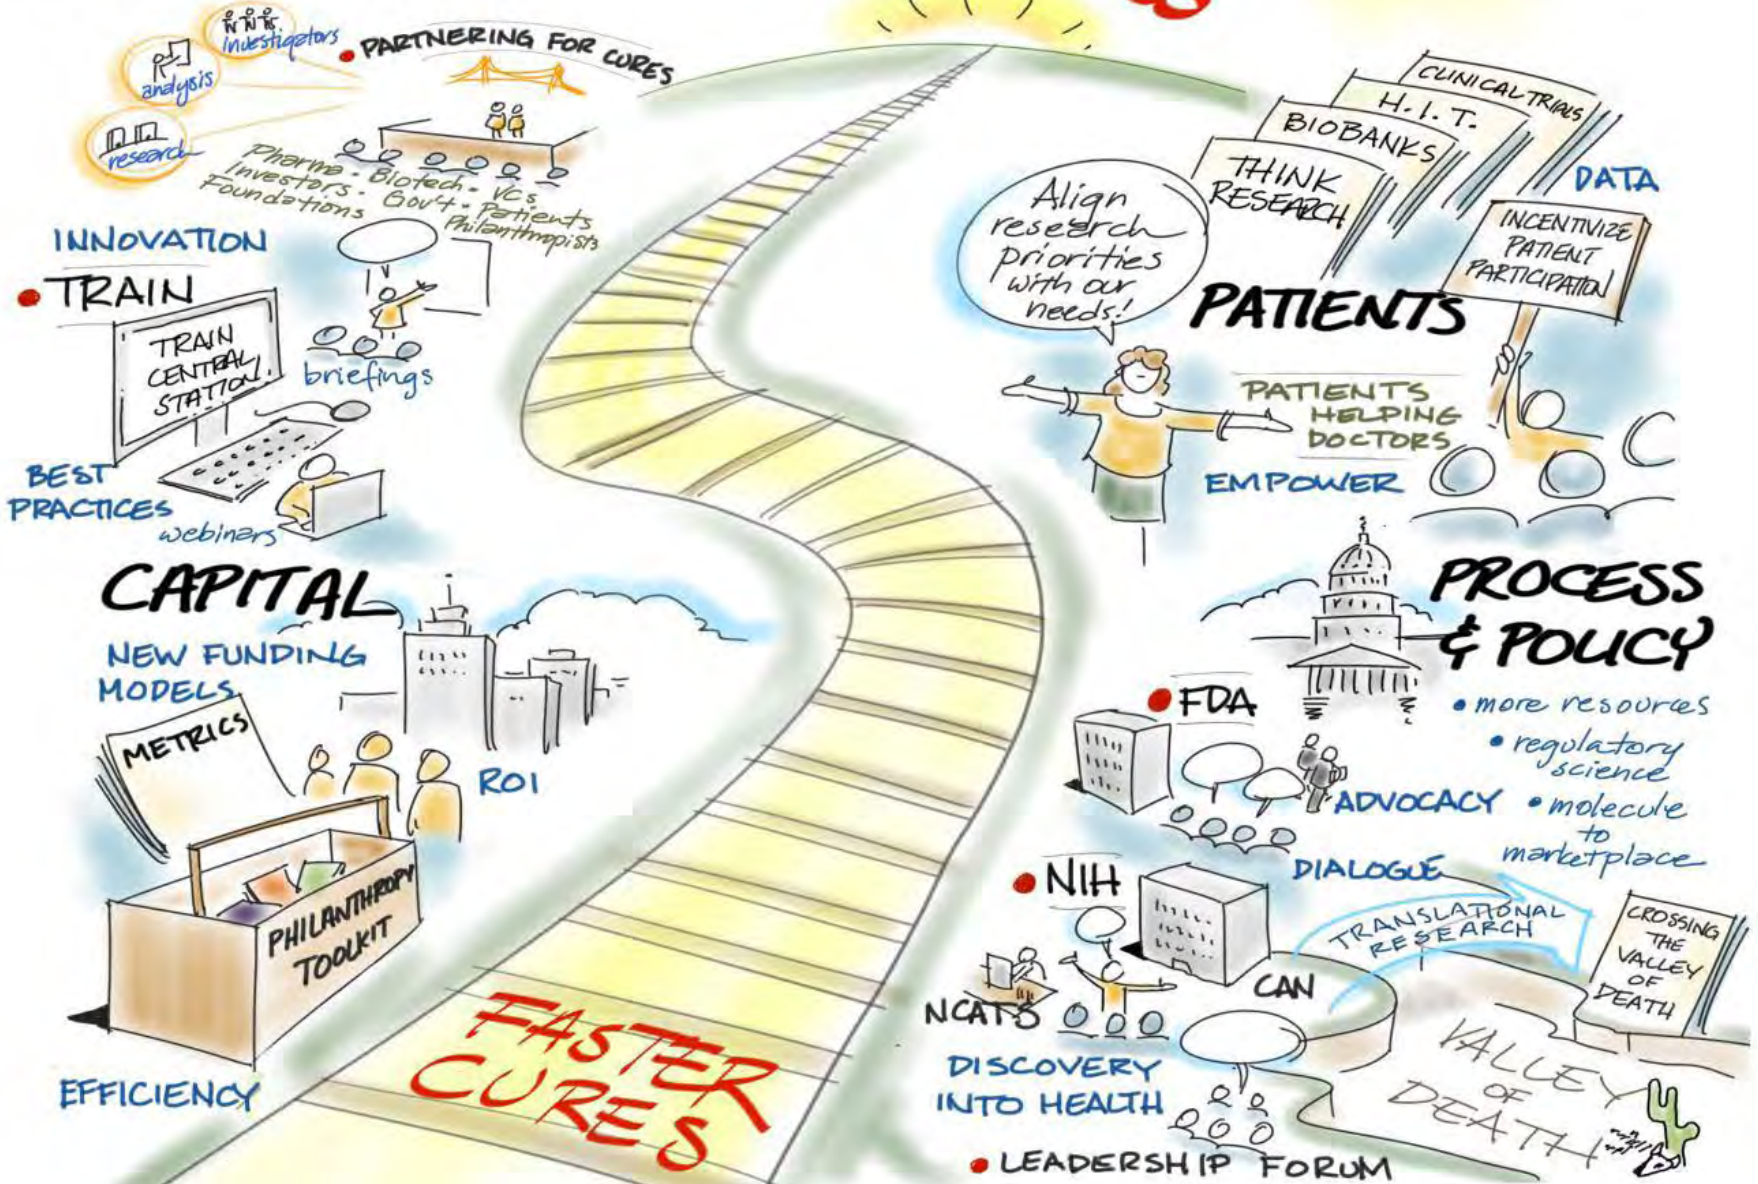 investigators
analysis
research
PARTNERING FOR CURES
Pharma · Biotech · VCs
Investors · Gov't · Patients
Foundations
Philanthropists
INNOVATION
TRAIN
TRAIN
CENTRAL
STATION
briefings
BEST
PRACTICES
webinars
CAPITAL
NEW FUNDING
MODELS
METRICS
ROI
PHILANTHROPY
TOOLKIT
EFFICIENCY
FASTER
CURES
CLINICAL TRIALS
H.I.T.
BIOBANKS
THINK
RESEARCH
DATA
Align
research
priorities
with our
needs!
INCENTIVIZE
PATIENT
PARTICIPATION
PATIENTS
PATIENTS
HELPING
DOCTORS
EMPOWER
PROCESS
& POLICY
• more resources
• regulatory
science
• molecule
to
marketplace
FDA
ADVOCACY
DIALOGUE
NIH
TRANSLATIONAL
RESEARCH
CROSSING
THE
VALLEY
OF
DEATH
CAN
NCATS
DISCOVERY
INTO HEALTH
VALLEY
OF
DEATH
LEADERSHIP FORUM